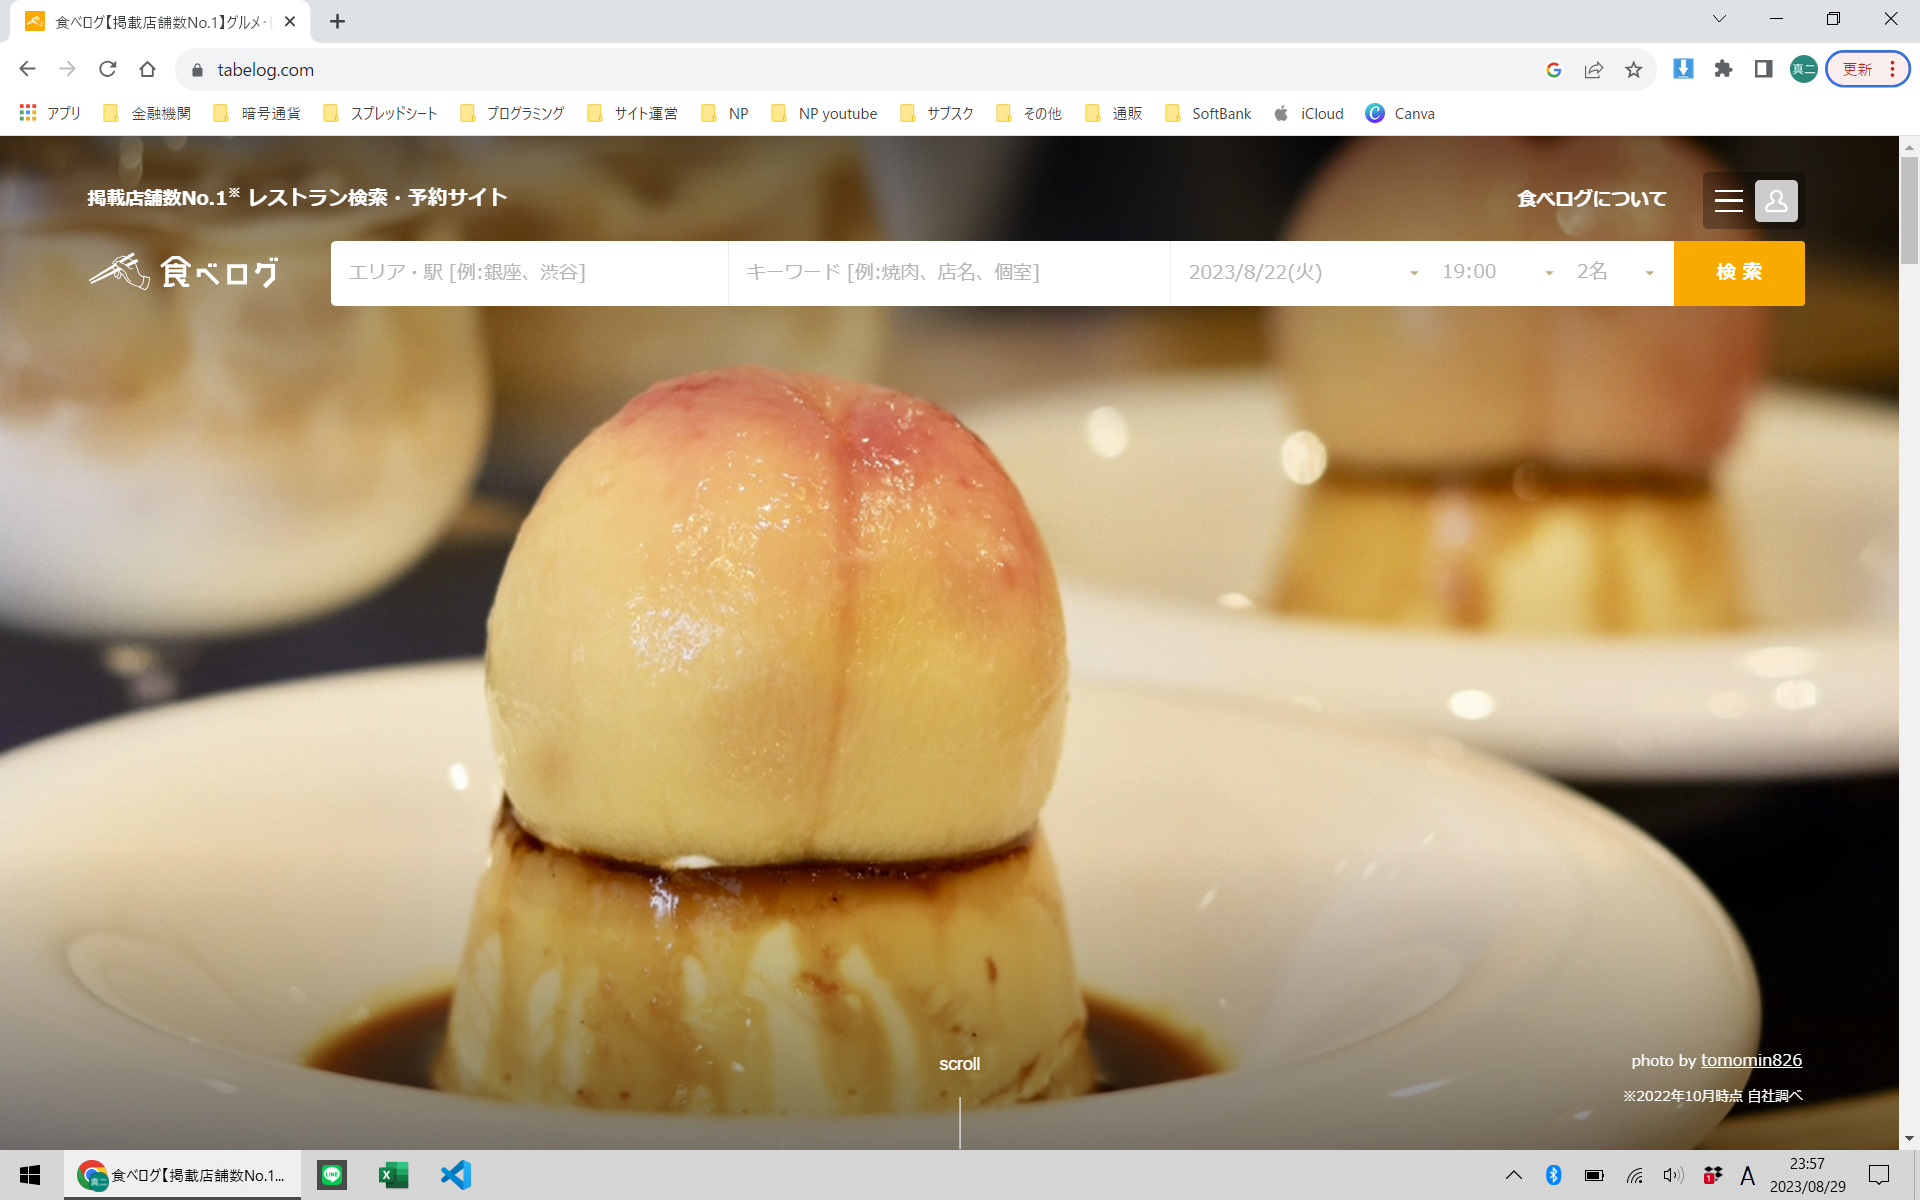 食べログ【掲載店舗数No.1】グルメ・
tabelog.com
真二
更新
アプリ
金融機関
暗号通貨
スプレッドシート
プログラミング
サイト運営
NP
NP youtube
サブスク
その他
通販
SoftBank
iCloud
Canva
掲載店舗数No.1※ レストラン検索・予約サイト
食べログについて
食べログ
エリア・駅 [例:銀座、渋谷]
キーワード [例:焼肉、店名、個室]
2023/8/22(火)
19:00
2名
検索
scroll
photo by tomomin826
※2022年10月時点 自社調べ
真二
食べログ【掲載店舗数No.1...
LINE
1
A
23:57
2023/08/29